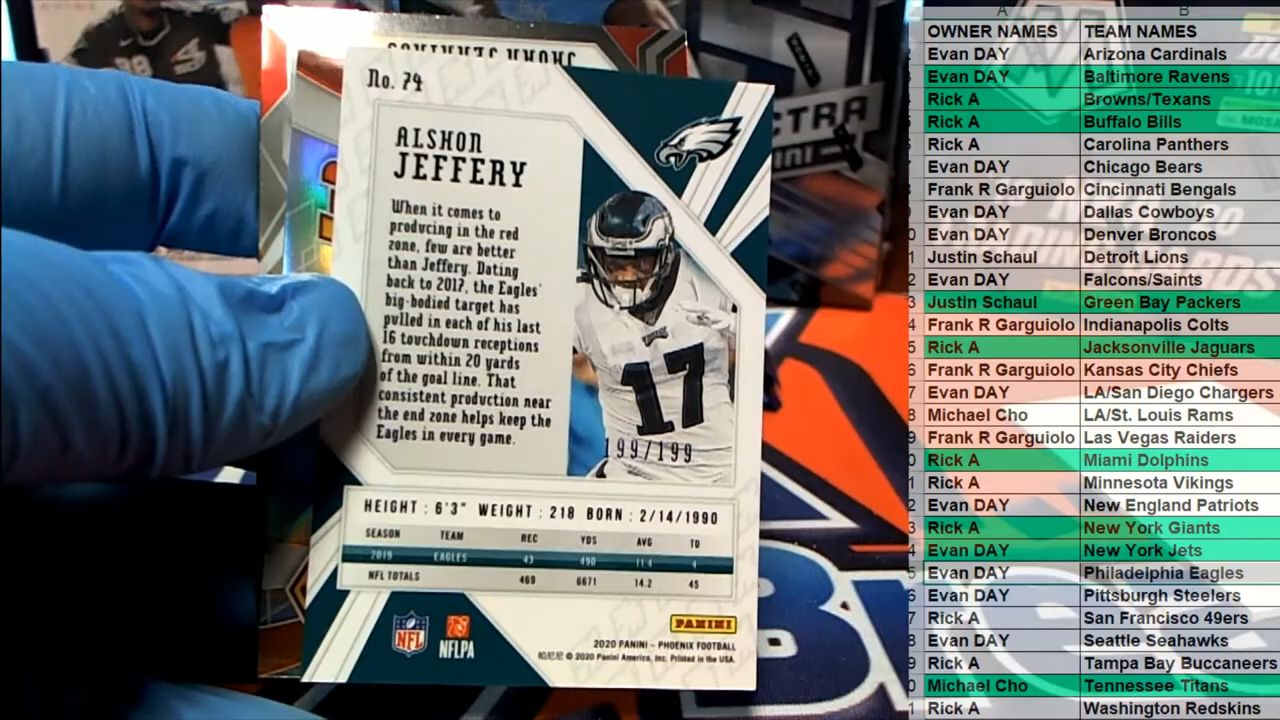 No. 74
ALSHON
JEFFERY
When it comes to
producing in the red
zone, few are better
than Jeffery. Dating
back to 2017, the Eagles'
big-bodied target has
pulled in each of his last
16 touchdown receptions
from within 20 yards
of the goal line. That
consistent production near
the end zone helps keep the
Eagles in every game.
17
199/199
HEIGHT : 6'3" WEIGHT : 218 BORN : 2/14/1990
SEASON TEAM REC YDS AVG TD
2019 EAGLES 43 490 11.4 4
NFL TOTALS 469 6671 14.2 45
NFL
NFLPA
PANINI
2020 PANINI - PHOENIX FOOTBALL
© 2020 Panini America, Inc. Printed in the USA.
A B
OWNER NAMES TEAM NAMES
Evan DAY Arizona Cardinals
Evan DAY Baltimore Ravens
Rick A Browns/Texans
Rick A Buffalo Bills
Rick A Carolina Panthers
Evan DAY Chicago Bears
Frank R Garguiolo Cincinnati Bengals
Evan DAY Dallas Cowboys
Evan DAY Denver Broncos
Justin Schaul Detroit Lions
Evan DAY Falcons/Saints
Justin Schaul Green Bay Packers
Frank R Garguiolo Indianapolis Colts
Rick A Jacksonville Jaguars
Frank R Garguiolo Kansas City Chiefs
Evan DAY LA/San Diego Chargers
Michael Cho LA/St. Louis Rams
Frank R Garguiolo Las Vegas Raiders
Rick A Miami Dolphins
Rick A Minnesota Vikings
Evan DAY New England Patriots
Rick A New York Giants
Evan DAY New York Jets
Evan DAY Philadelphia Eagles
Evan DAY Pittsburgh Steelers
Rick A San Francisco 49ers
Evan DAY Seattle Seahawks
Rick A Tampa Bay Buccaneers
Michael Cho Tennessee Titans
Rick A Washington Redskins